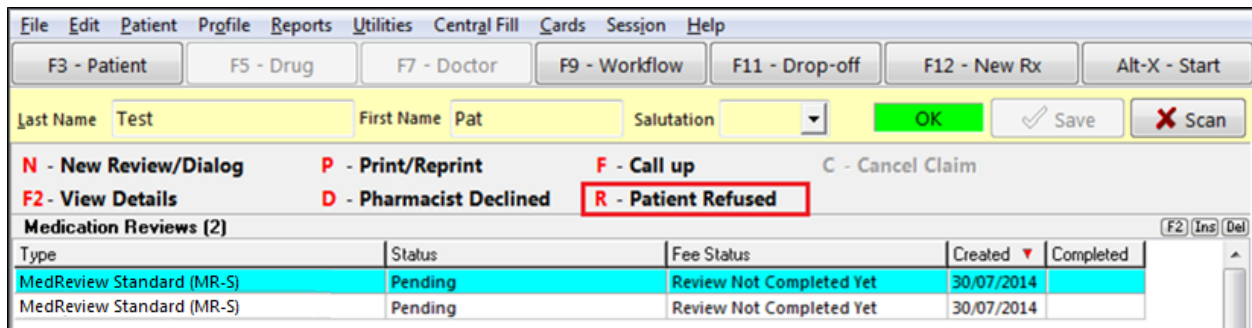 File Edit Patient Profile Reports Utilities Central Fill Cards Session Help
F3 - Patient F5 - Drug F7 - Doctor F9 - Workflow F11 - Drop-off F12 - New Rx Alt-X - Start
Last Name Test First Name Pat Salutation OK Save Scan
N - New Review/Dialog P - Print/Reprint F - Call up C - Cancel Claim
F2 - View Details D - Pharmacist Declined R - Patient Refused
Medication Reviews (2) F2 Ins Del
Type Status Fee Status Created Completed
MedReview Standard (MR-S) Pending Review Not Completed Yet 30/07/2014
MedReview Standard (MR-S) Pending Review Not Completed Yet 30/07/2014